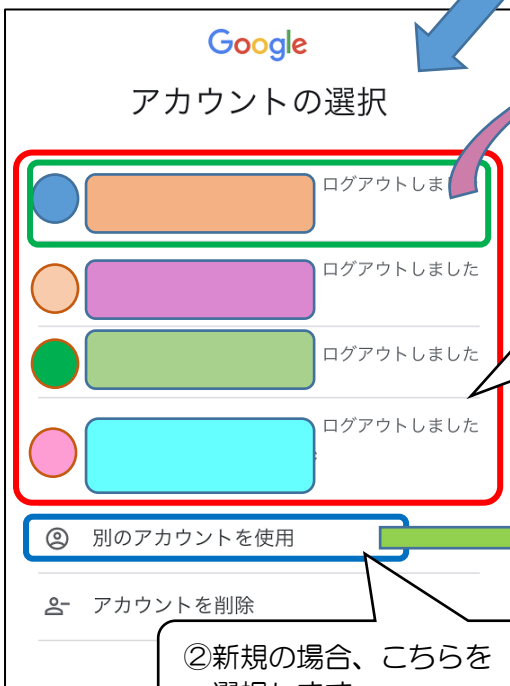 Google
アカウントの選択
ログアウトしま
ログアウトしました
ログアウトしました
ログアウトしました
別のアカウントを使用
アカウントを削除
②新規の場合、こちらを